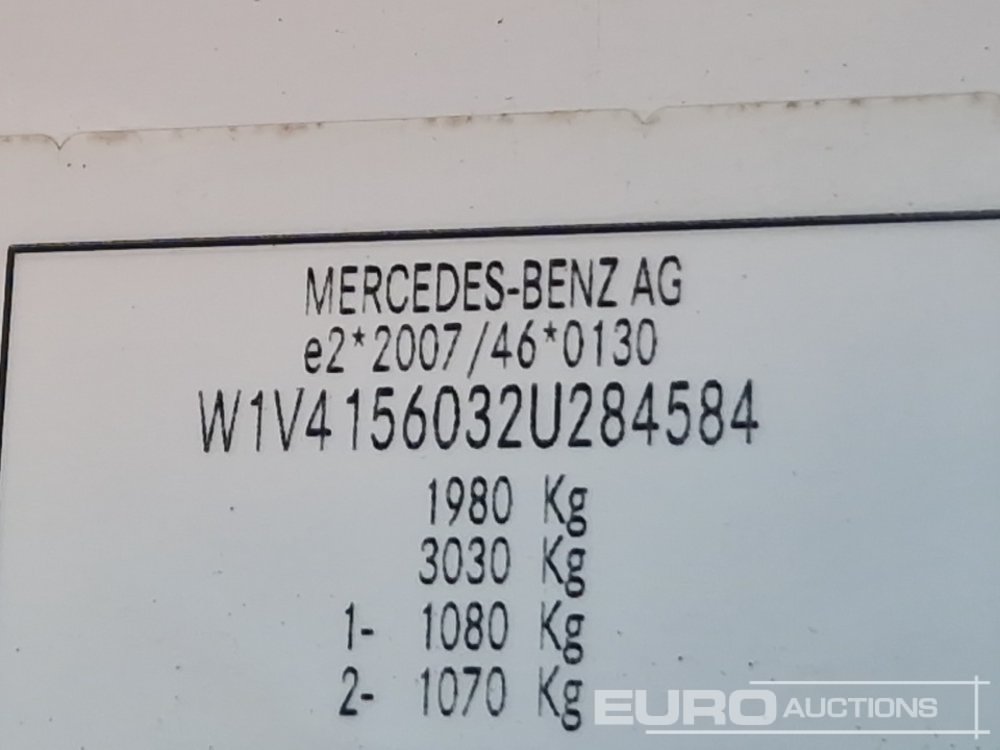 MERCEDES-BENZ AG
e2*2007/46*0130
W1V4156032U284584
1980 Kg
3030 Kg
1- 1080 Kg
2- 1070 Kg
EURO AUCTIONS